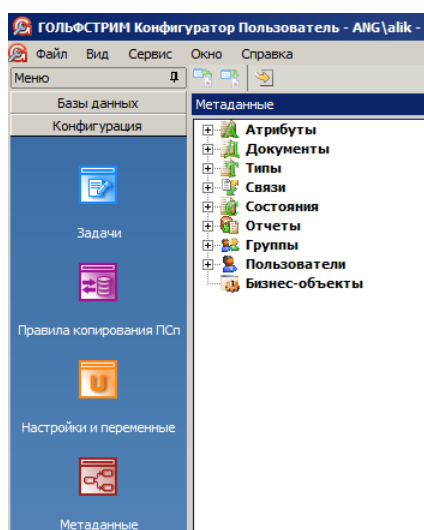 ГОЛЬФСТРИМ Конфигуратор Пользователь - ANG\alik -
Файл Вид Сервис Окно Справка
Меню
Базы данных
Конфигурация
Задачи
Правила копирования ПСп
Настройки и переменные
Метаданные
Метаданные
Атрибуты
Документы
Типы
Связи
Состояния
Отчеты
Группы
Пользователи
Бизнес-объекты